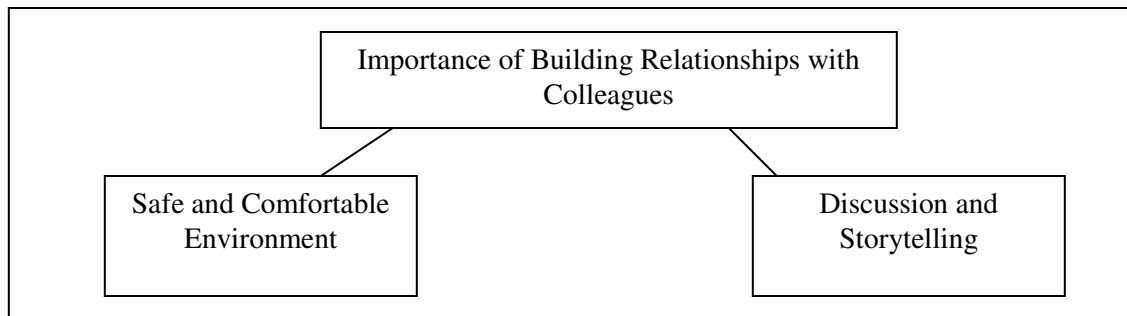 Importance of Building Relationships with
Colleagues
Safe and Comfortable
Environment
Discussion and
Storytelling